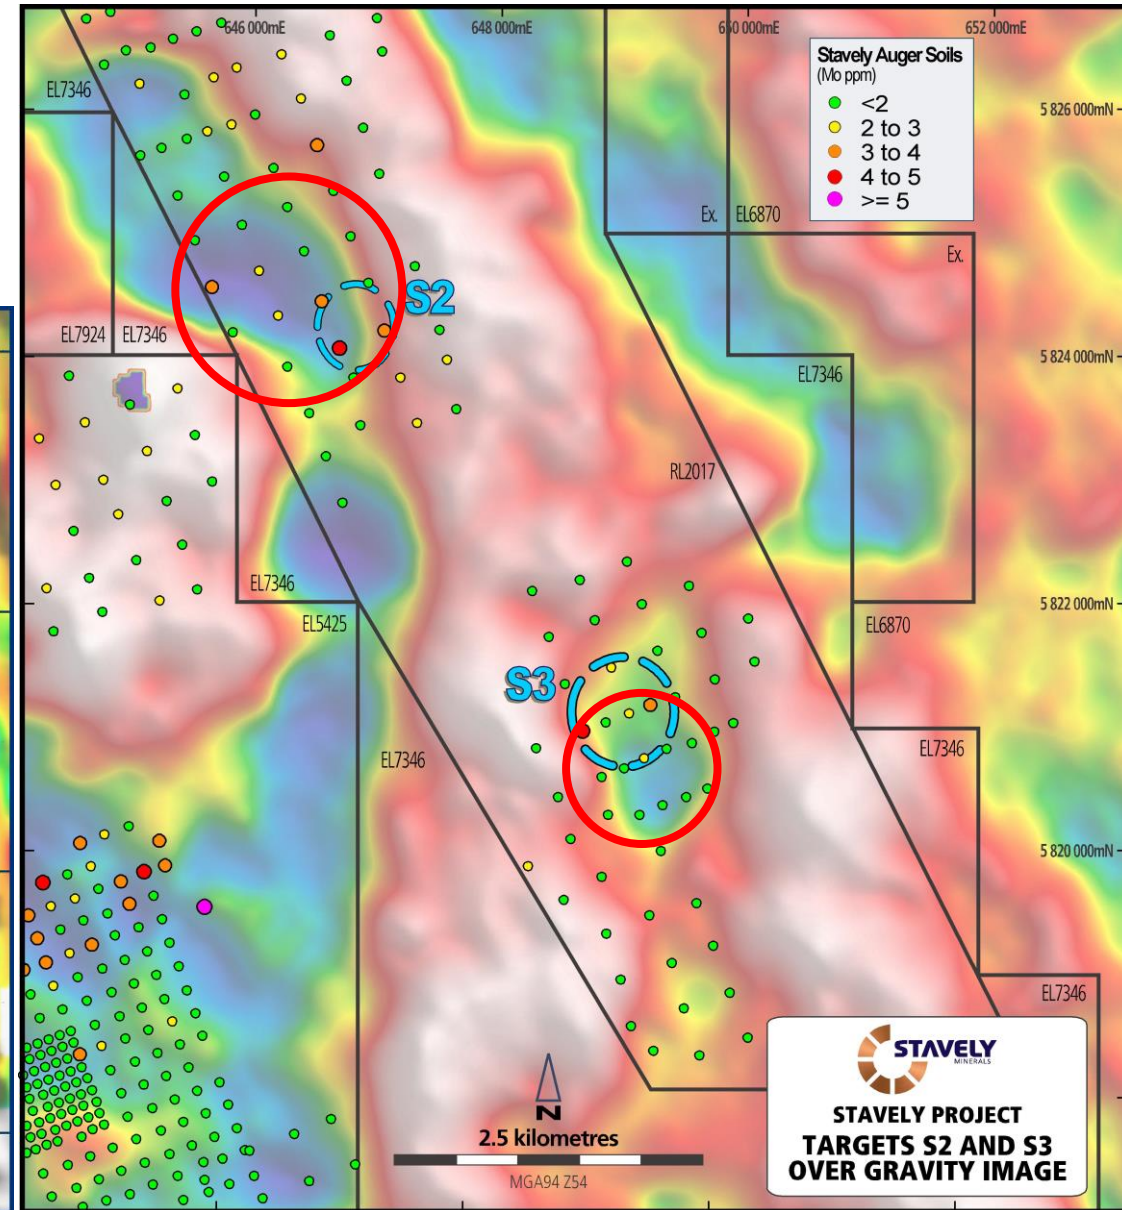 646 000mE
648 000mE
650 000mE
652 000mE
Stavely Auger Soils
(Mo ppm)
<2
2 to 3
3 to 4
4 to 5
>= 5
EL7346
5 826 000mN
Ex.
EL6870
Ex.
S2
EL7924
EL7346
5 824 000mN
EL7346
RL2017
EL7346
5 822 000mN
EL5425
EL6870
S3
EL7346
EL7346
5 820 000mN
EL7346
N
2.5 kilometres
MGA94 Z54
STAVELY
MINERALS
STAVELY PROJECT
TARGETS S2 AND S3
OVER GRAVITY IMAGE